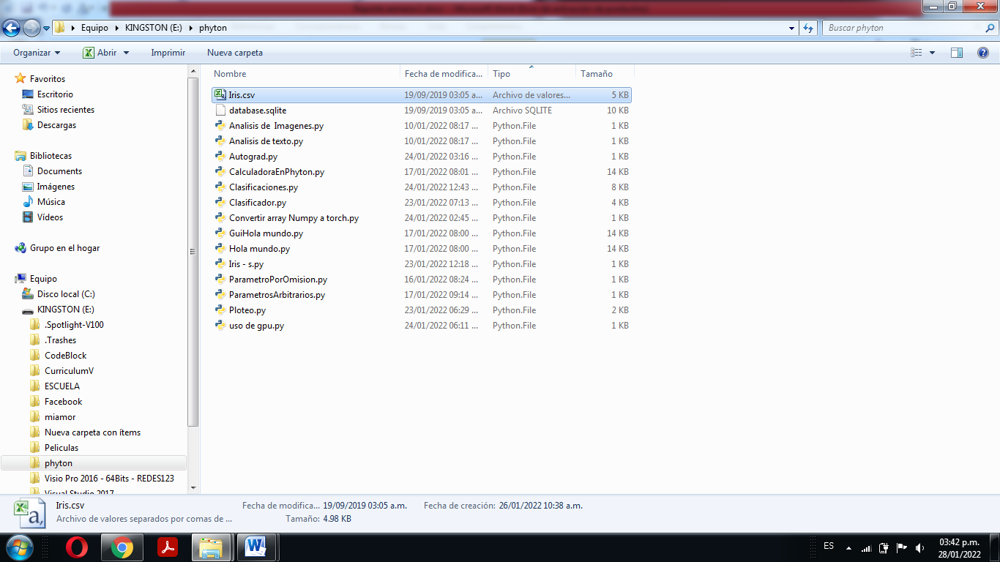 Equipo KINGSTON (E:) phyton
Buscar phyton
Organizar Abrir Imprimir Nueva carpeta
Nombre Fecha de modifica... Tipo Tamaño
Favoritos
Escritorio
Sitios recientes
Descargas
Bibliotecas
Documents
Imágenes
Música
Vídeos
Grupo en el hogar
Equipo
Disco local (C:)
KINGSTON (E:)
.Spotlight-V100
.Trashes
CodeBlock
CurriculumV
ESCUELA
Facebook
miamor
Nueva carpeta con ítems
Peliculas
phyton
Visio Pro 2016 - 64Bits - REDES123
Visual Studio 2017
Iris.csv 19/09/2019 03:05 a... Archivo de valores... 5 KB
database.sqlite 19/09/2019 03:05 a... Archivo SQLITE 10 KB
Analisis de  Imagenes.py 10/01/2022 08:17 ... Python.File 1 KB
Analisis de texto.py 10/01/2022 08:17 ... Python.File 1 KB
Autograd.py 24/01/2022 03:16 ... Python.File 1 KB
CalculadoraEnPhyton.py 17/01/2022 08:01 ... Python.File 14 KB
Clasificaciones.py 24/01/2022 12:43 ... Python.File 8 KB
Clasificador.py 23/01/2022 07:13 ... Python.File 4 KB
Convertir array Numpy a torch.py 24/01/2022 02:45 ... Python.File 1 KB
GuiHola mundo.py 17/01/2022 08:00 ... Python.File 14 KB
Hola mundo.py 17/01/2022 08:00 ... Python.File 14 KB
Iris - s.py 23/01/2022 12:18 ... Python.File 1 KB
ParametroPorOmision.py 16/01/2022 08:24 ... Python.File 1 KB
ParametrosArbitrarios.py 17/01/2022 09:14 ... Python.File 1 KB
Ploteo.py 23/01/2022 06:29 ... Python.File 2 KB
uso de gpu.py 24/01/2022 06:11 ... Python.File 1 KB
Iris.csv Fecha de modifica... 19/09/2019 03:05 a.m. Fecha de creación: 26/01/2022 10:38 a.m.
Archivo de valores separados por comas de ... Tamaño: 4.98 KB
ES
03:42 p.m.
28/01/2022